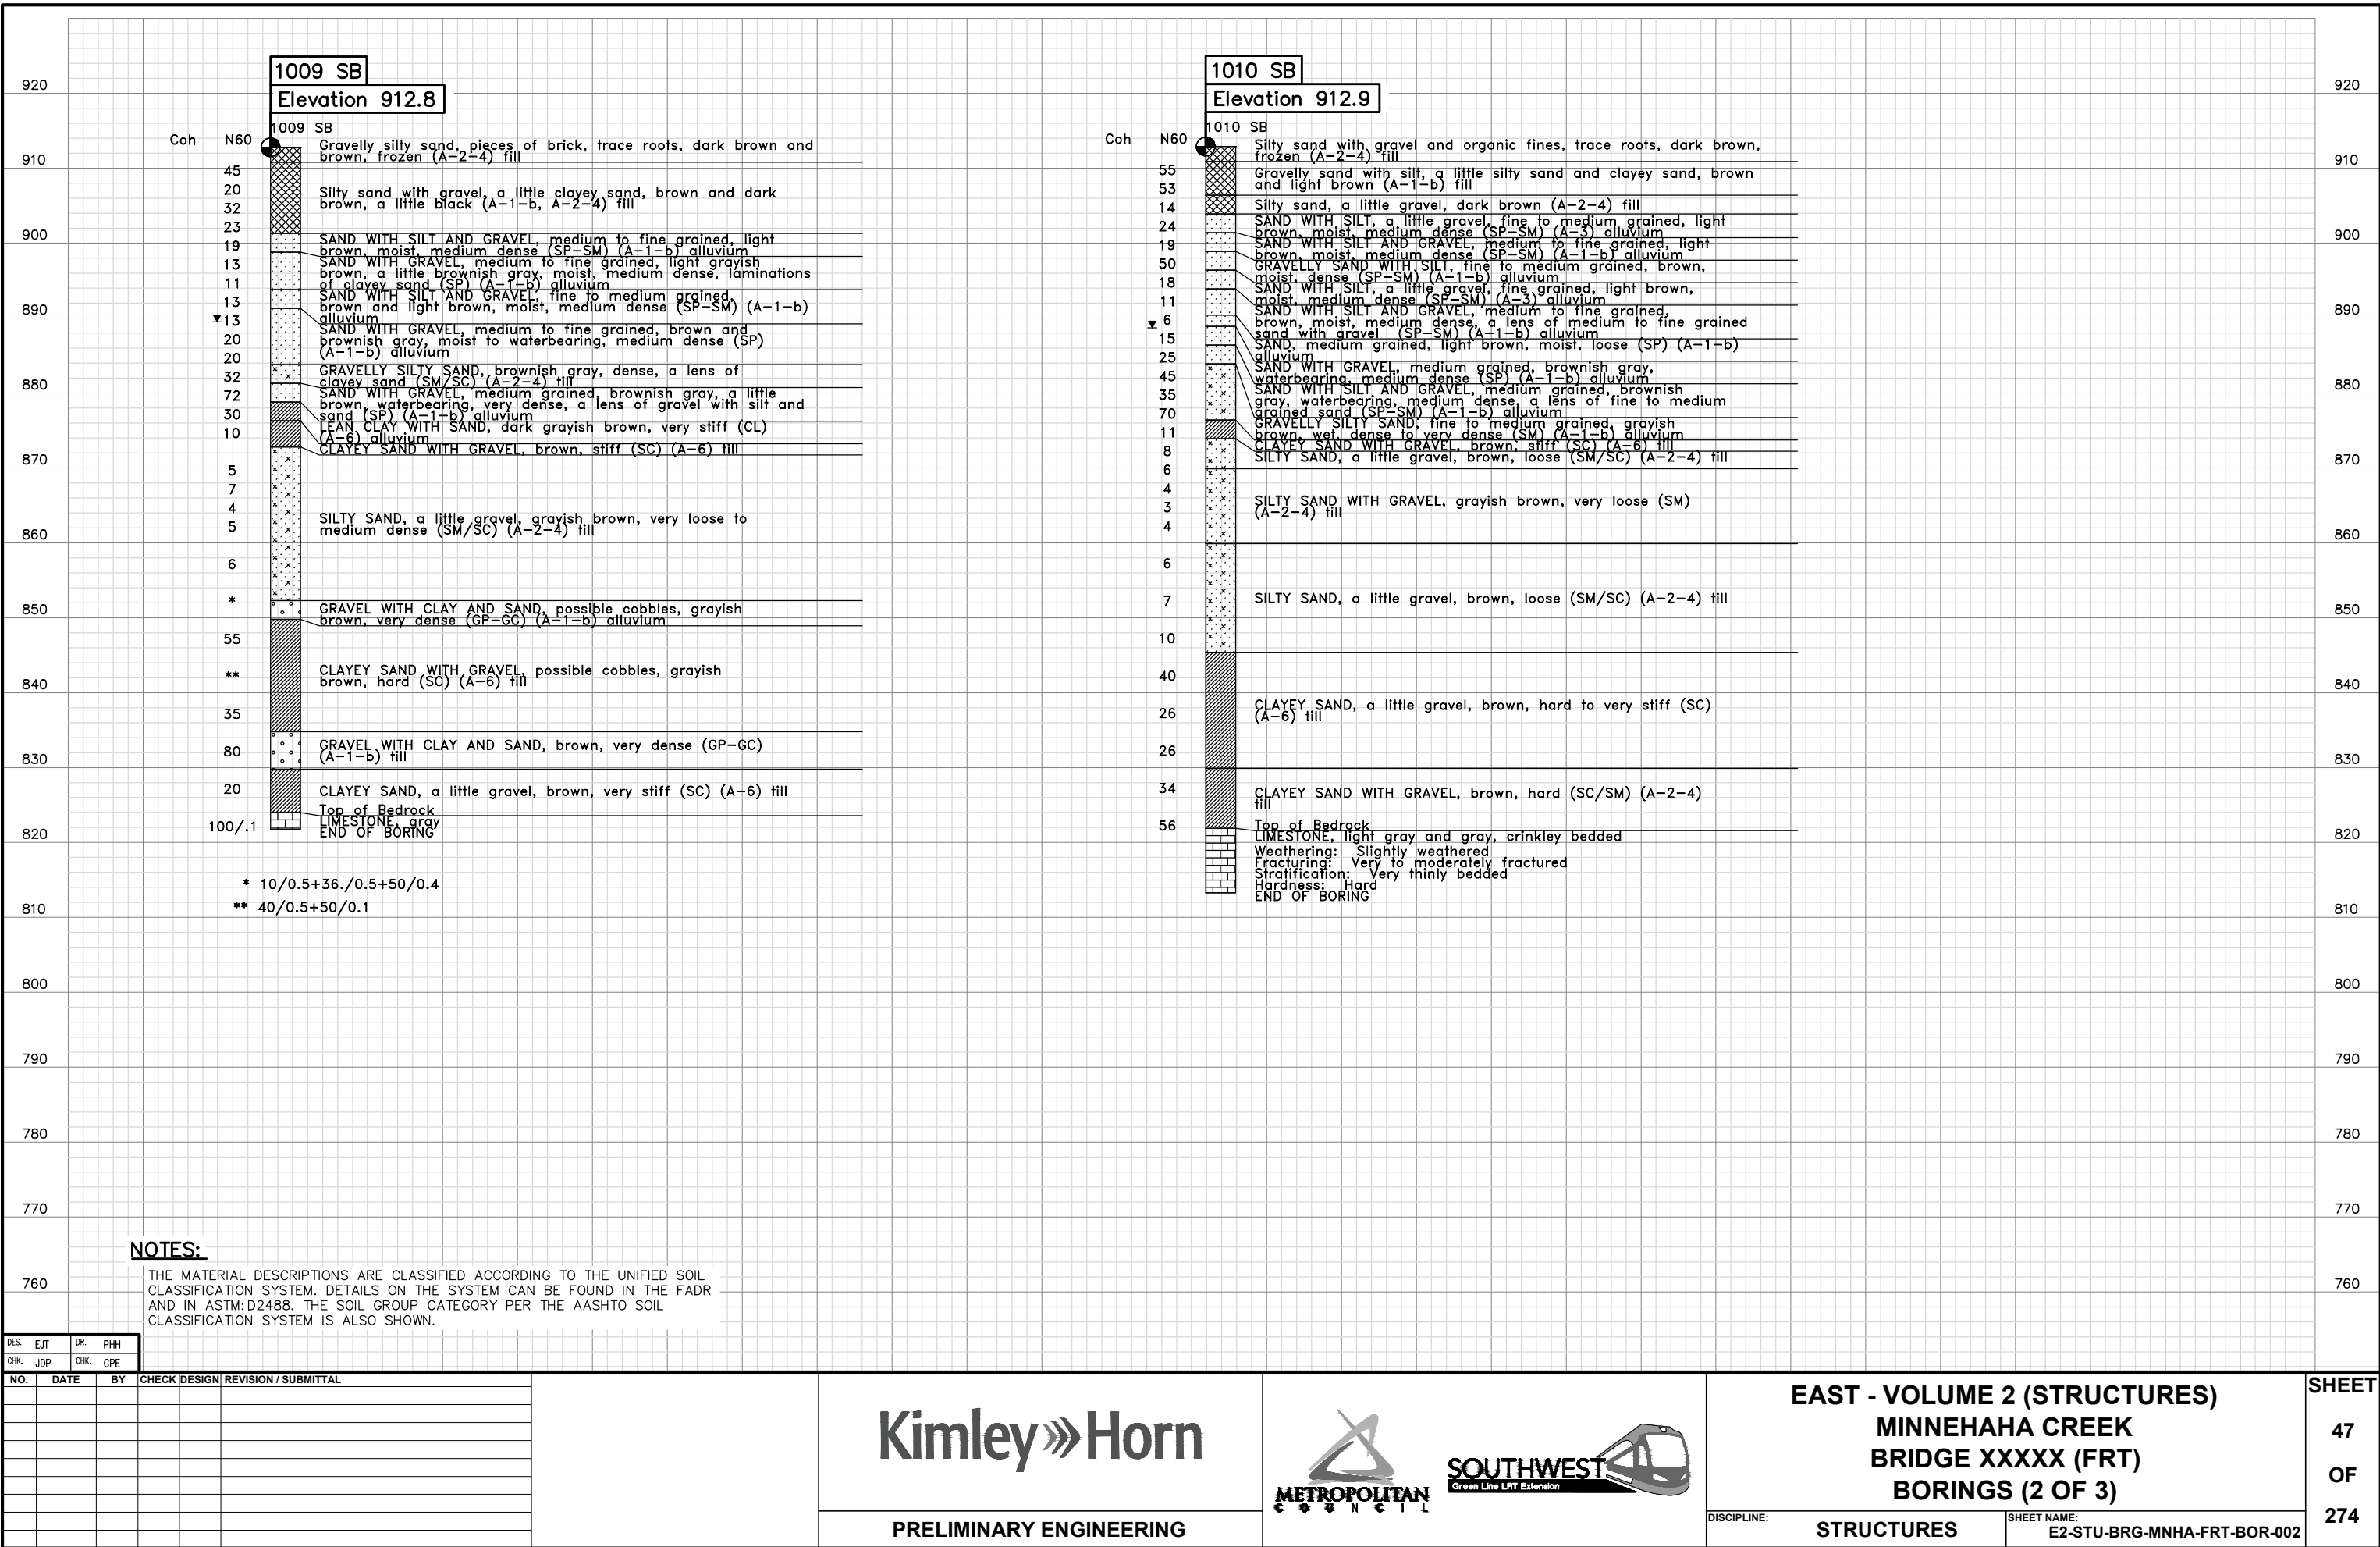 1009 SB
Elevation 912.8
1009 SB
Coh N60
Gravelly silty sand, pieces of brick, trace roots, dark brown and
brown, frozen (A-2-4) fill
Silty sand with gravel, a little clayey sand, brown and dark
brown, a little black (A-1-b, A-2-4) fill
SAND WITH SILT AND GRAVEL, medium to fine grained, light
brown, moist, medium dense (SP-SM) (A-1-b) alluvium
SAND WITH GRAVEL, medium to fine grained, light grayish
brown, a little brownish gray, moist, medium dense, laminations
of clayey sand (SP) (A-1-b) alluvium
SAND WITH SILT AND GRAVEL, fine to medium grained,
brown and light brown, moist, medium dense (SP-SM) (A-1-b)
alluvium
SAND WITH GRAVEL, medium to fine grained, brown and
brownish gray, moist to waterbearing, medium dense (SP)
(A-1-b) alluvium
GRAVELLY SILTY SAND, brownish gray, dense, a lens of
clayey sand (SM/SC) (A-2-4) till
SAND WITH GRAVEL, medium grained, brownish gray, a little
brown, waterbearing, very dense, a lens of gravel with silt and
sand (SP) (A-1-b) alluvium
LEAN CLAY WITH SAND, dark grayish brown, very stiff (CL)
(A-6) alluvium
CLAYEY SAND WITH GRAVEL, brown, stiff (SC) (A-6) till
SILTY SAND, a little gravel, grayish brown, very loose to
medium dense (SM/SC) (A-2-4) till
GRAVEL WITH CLAY AND SAND, possible cobbles, grayish
brown, very dense (GP-GC) (A-1-b) alluvium
CLAYEY SAND WITH GRAVEL, possible cobbles, grayish
brown, hard (SC) (A-6) till
GRAVEL WITH CLAY AND SAND, brown, very dense (GP-GC)
(A-1-b) till
CLAYEY SAND, a little gravel, brown, very stiff (SC) (A-6) till
Top of Bedrock
LIMESTONE, gray
END OF BORING
45
20
32
23
19
13
11
13
13
20
20
32
72
30
10
5
7
4
5
6
*
55
**
35
80
20
100/.1
* 10/0.5+36./0.5+50/0.4
** 40/0.5+50/0.1
1010 SB
Elevation 912.9
1010 SB
Coh N60
Silty sand with gravel and organic fines, trace roots, dark brown,
frozen (A-2-4) fill
Gravelly sand with silt, a little silty sand and clayey sand, brown
and light brown (A-1-b) fill
Silty sand, a little gravel, dark brown (A-2-4) fill
SAND WITH SILT, a little gravel, fine to medium grained, light
brown, moist, medium dense (SP-SM) (A-3) alluvium
SAND WITH SILT AND GRAVEL, medium to fine grained, light
brown, moist, medium dense (SP-SM) (A-1-b) alluvium
GRAVELLY SAND WITH SILT, fine to medium grained, brown,
moist, dense (SP-SM) (A-1-b) alluvium
SAND WITH SILT, a little gravel, fine grained, light brown,
moist, medium dense (SP-SM) (A-3) alluvium
SAND WITH SILT AND GRAVEL, medium to fine grained,
brown, moist, medium dense, a lens of medium to fine grained
sand with gravel (SP-SM) (A-1-b) alluvium
SAND, medium grained, light brown, moist, loose (SP) (A-1-b)
alluvium
SAND WITH GRAVEL, medium grained, brownish gray,
waterbearing, medium dense (SP) (A-1-b) alluvium
SAND WITH SILT AND GRAVEL, medium grained, brownish
gray, waterbearing, medium dense, a lens of fine to medium
grained sand (SP-SM) (A-1-b) alluvium
GRAVELLY SILTY SAND, fine to medium grained, grayish
brown, wet, dense to very dense (SM) (A-1-b) alluvium
CLAYEY SAND WITH GRAVEL, brown, stiff (SC) (A-6) till
SILTY SAND, a little gravel, brown, loose (SM/SC) (A-2-4) till
SILTY SAND WITH GRAVEL, grayish brown, very loose (SM)
(A-2-4) till
SILTY SAND, a little gravel, brown, loose (SM/SC) (A-2-4) till
CLAYEY SAND, a little gravel, brown, hard to very stiff (SC)
(A-6) till
CLAYEY SAND WITH GRAVEL, brown, hard (SC/SM) (A-2-4)
till
Top of Bedrock
LIMESTONE, light gray and gray, crinkley bedded
Weathering: Slightly weathered
Fracturing: Very to moderately fractured
Stratification: Very thinly bedded
Hardness: Hard
END OF BORING
55
53
14
24
19
50
18
11
6
15
25
45
35
70
11
8
6
4
3
4
6
7
10
40
26
26
34
56
920 920
910 910
900 900
890 890
880 880
870 870
860 860
850 850
840 840
830 830
820 820
810 810
800 800
790 790
780 780
770 770
760 760
NOTES:
THE MATERIAL DESCRIPTIONS ARE CLASSIFIED ACCORDING TO THE UNIFIED SOIL
CLASSIFICATION SYSTEM. DETAILS ON THE SYSTEM CAN BE FOUND IN THE FADR
AND IN ASTM:D2488. THE SOIL GROUP CATEGORY PER THE AASHTO SOIL
CLASSIFICATION SYSTEM IS ALSO SHOWN.
DES. EJT DR. PHH
CHK. JDP CHK. CPE
NO. DATE BY CHECK DESIGN REVISION / SUBMITTAL
Kimley»Horn
PRELIMINARY ENGINEERING
METROPOLITAN
COUNCIL
SOUTHWEST
Green Line LRT Extension
EAST - VOLUME 2 (STRUCTURES)
MINNEHAHA CREEK
BRIDGE XXXXX (FRT)
BORINGS (2 OF 3)
DISCIPLINE: STRUCTURES
SHEET NAME: E2-STU-BRG-MNHA-FRT-BOR-002
SHEET
47
OF
274